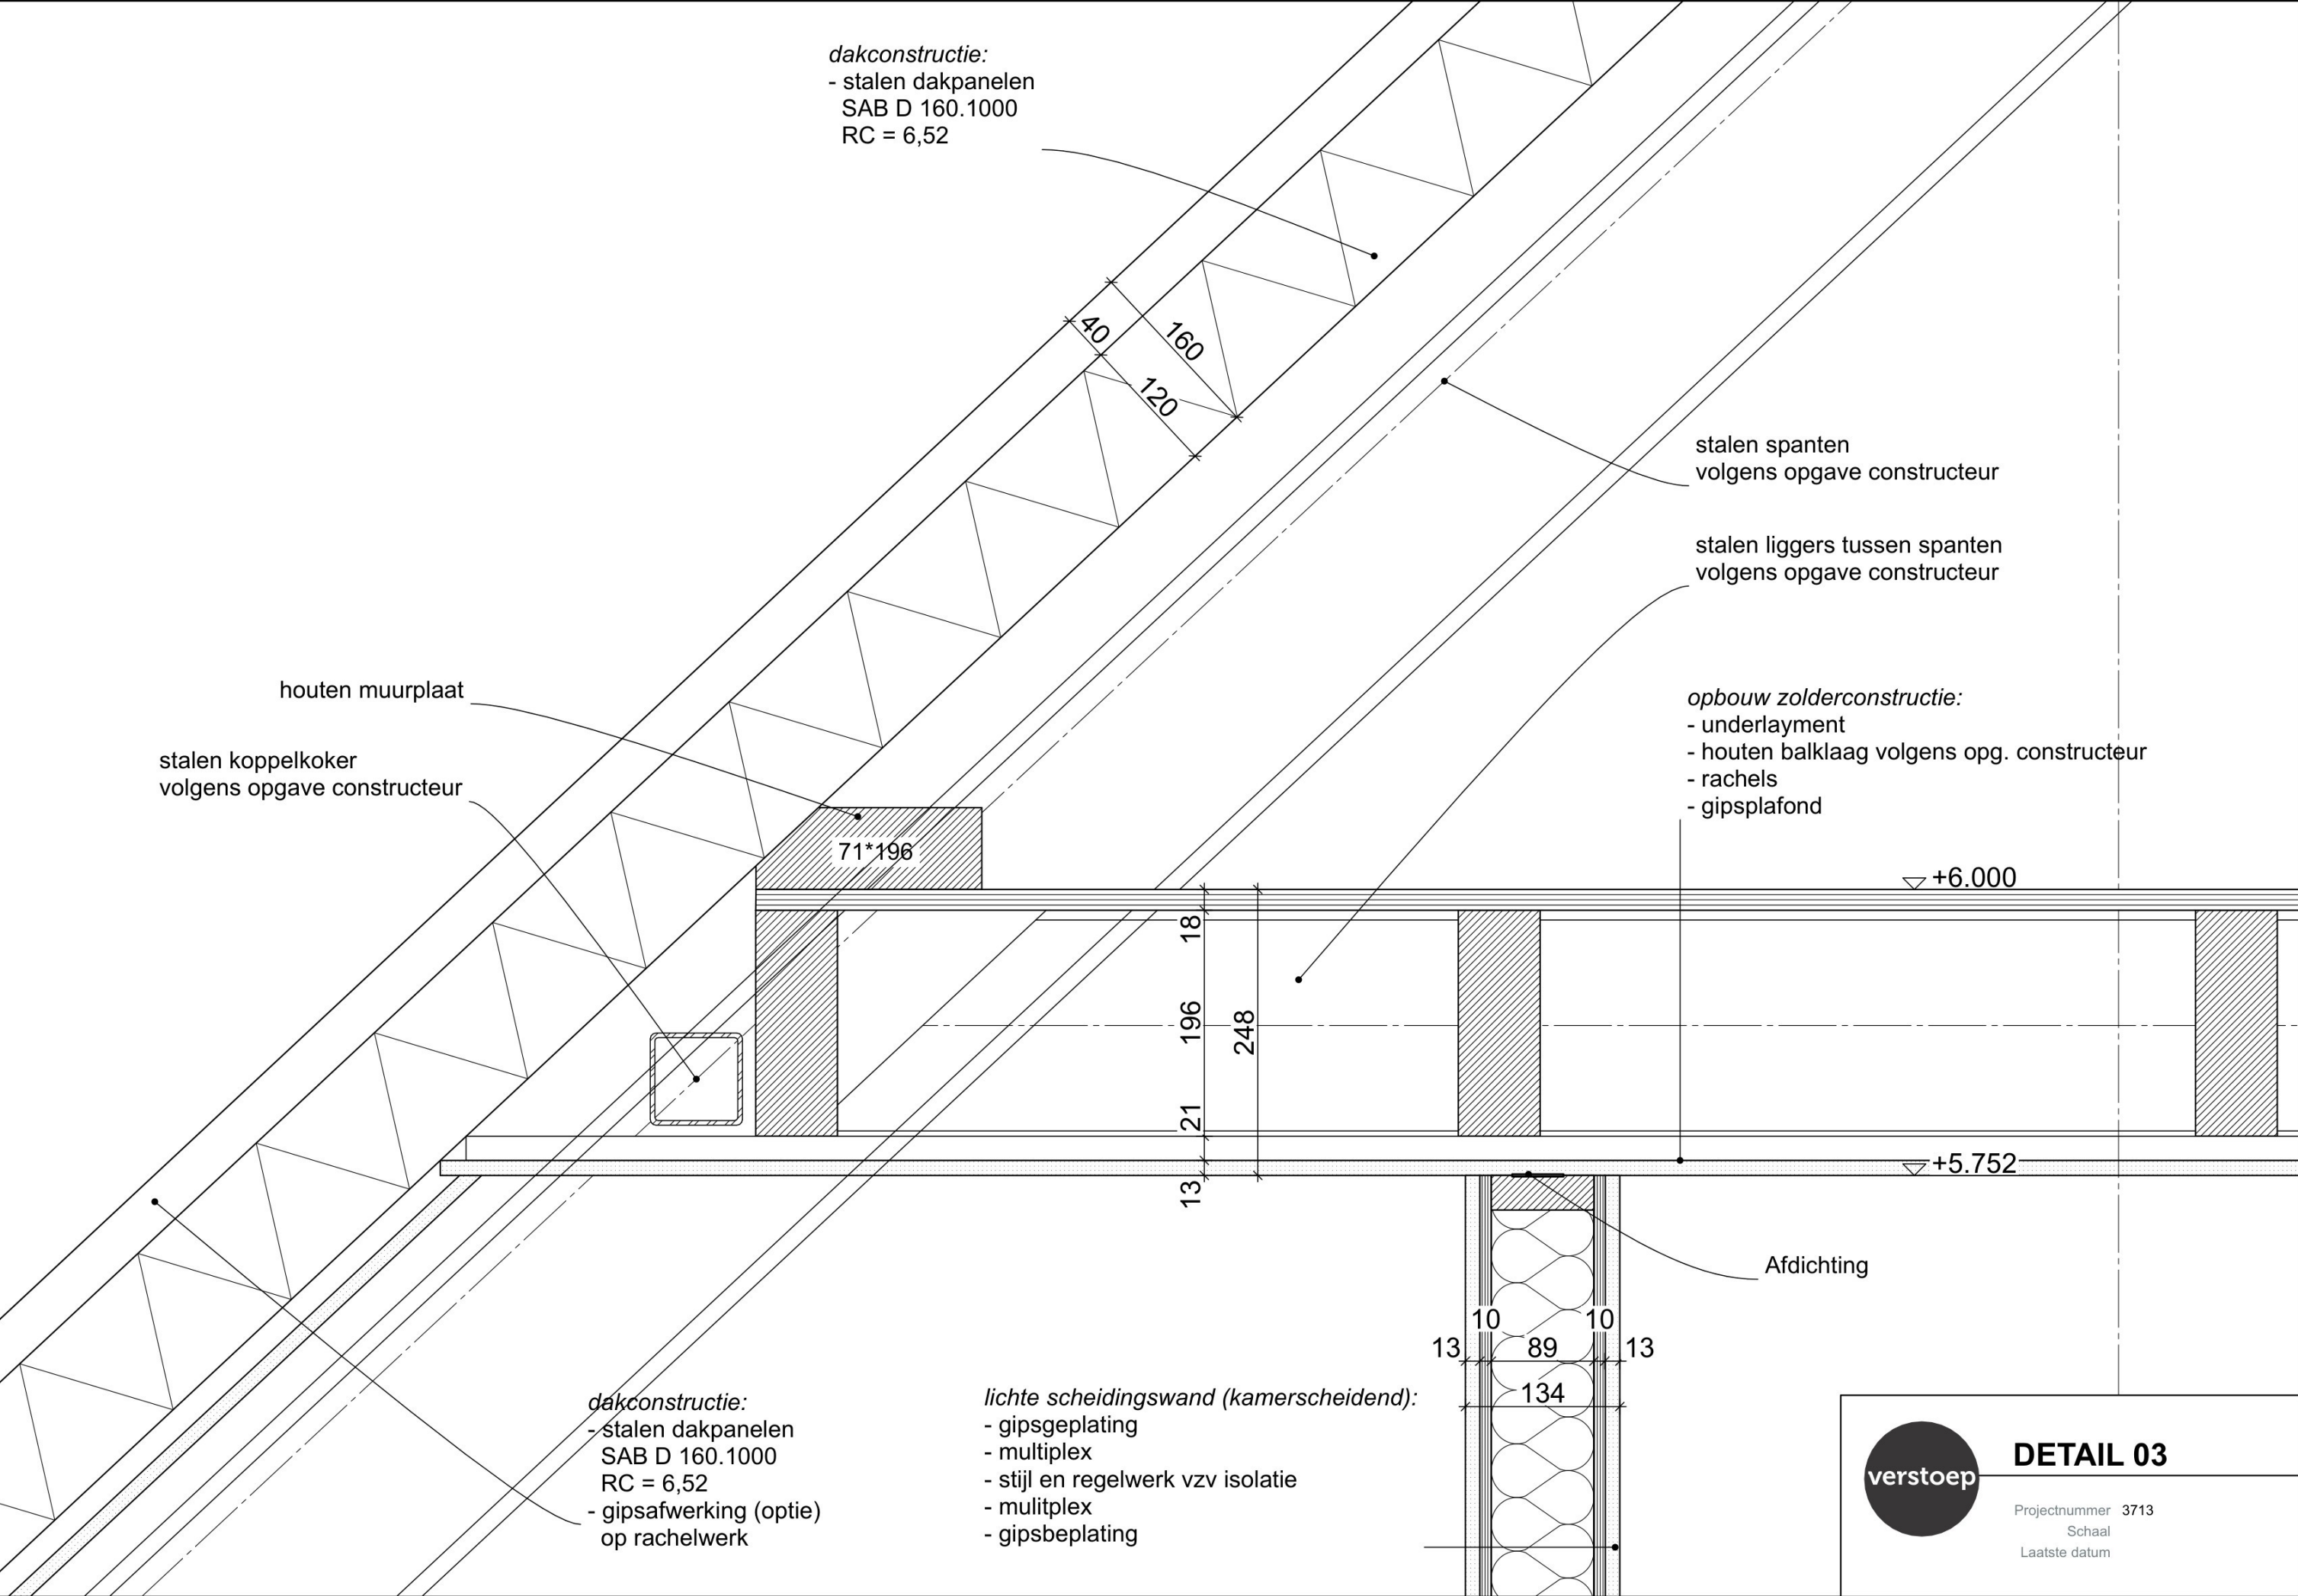 dakconstructie:
- stalen dakpanelen
SAB D 160.1000
RC = 6,52
40
160
120
stalen spanten
volgens opgave constructeur
stalen liggers tussen spanten
volgens opgave constructeur
houten muurplaat
stalen koppelkoker
volgens opgave constructeur
opbouw zolderconstructie:
- underlayment
- houten balklaag volgens opg. constructeur
- rachels
- gipsplafond
71*196
+6.000
18
196
248
21
13
+5.752
Afdichting
10 10
13 89 13
134
dakconstructie:
- stalen dakpanelen
SAB D 160.1000
RC = 6,52
- gipsafwerking (optie)
op rachelwerk
lichte scheidingswand (kamerscheidend):
- gipsgeplating
- multiplex
- stijl en regelwerk vzv isolatie
- mulitplex
- gipsbeplating
verstoep
DETAIL 03
Projectnummer 3713
Schaal
Laatste datum